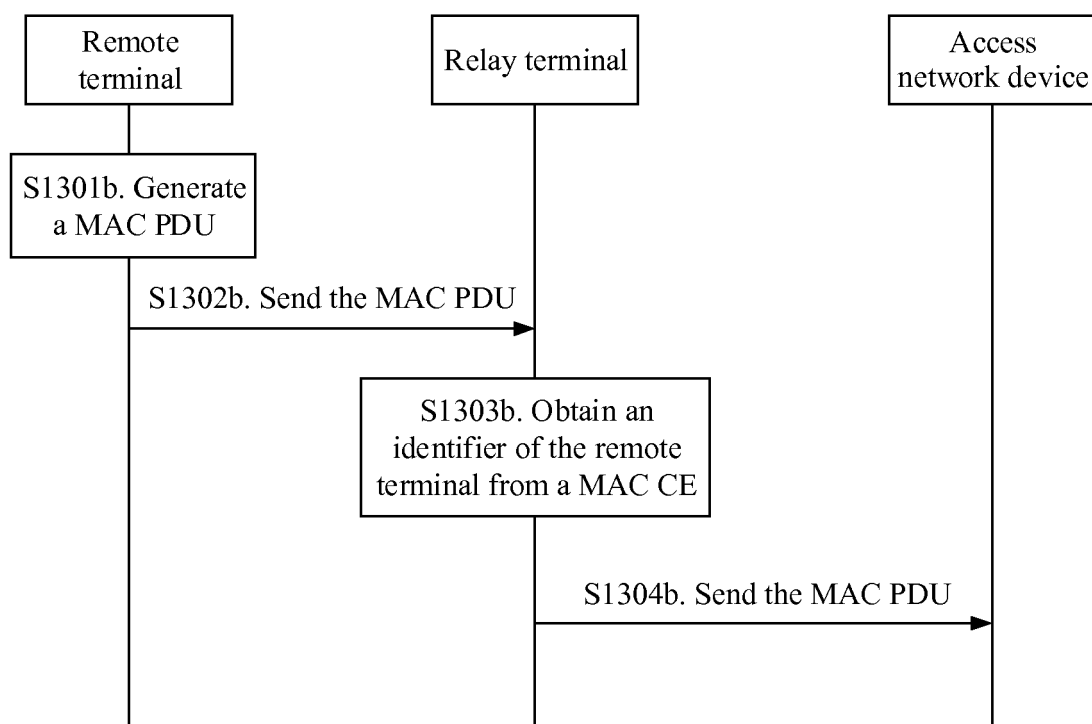 Remote
terminal
Relay terminal
Access
network device
S1301b. Generate
a MAC PDU
S1302b. Send the MAC PDU
S1303b. Obtain an
identifier of the remote
terminal from a MAC CE
S1304b. Send the MAC PDU